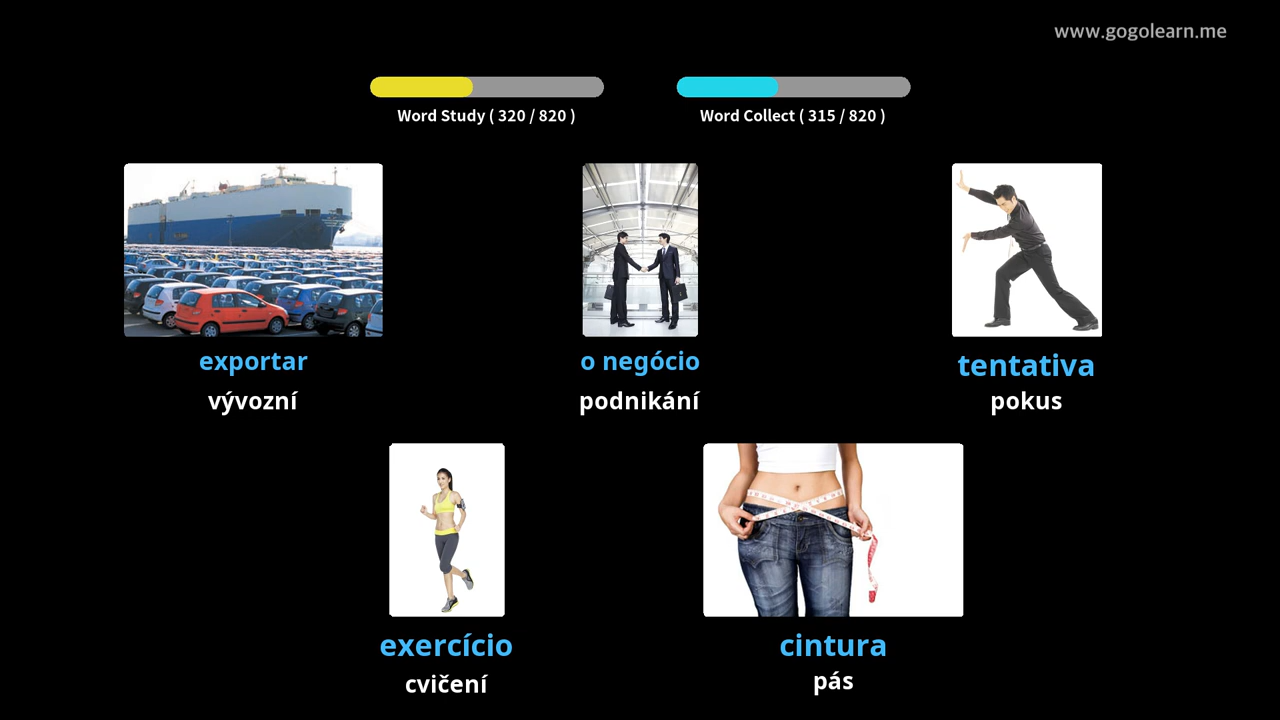 www.gogolearn.me
Word Study ( 320 / 820 )
Word Collect ( 315 / 820 )
exportar
vývozní
o negócio
podnikání
tentativa
pokus
exercício
cvičení
cintura
pás